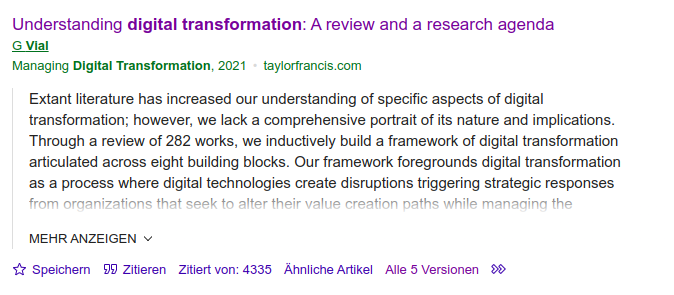 Understanding digital transformation: A review and a research agenda
G Vial
Managing Digital Transformation, 2021 • taylorfrancis.com
Extant literature has increased our understanding of specific aspects of digital
transformation; however, we lack a comprehensive portrait of its nature and implications.
Through a review of 282 works, we inductively build a framework of digital transformation
articulated across eight building blocks. Our framework foregrounds digital transformation
as a process where digital technologies create disruptions triggering strategic responses
from organizations that seek to alter their value creation paths while managing the
MEHR ANZEIGEN
Speichern Zitieren Zitiert von: 4335 Ähnliche Artikel Alle 5 Versionen